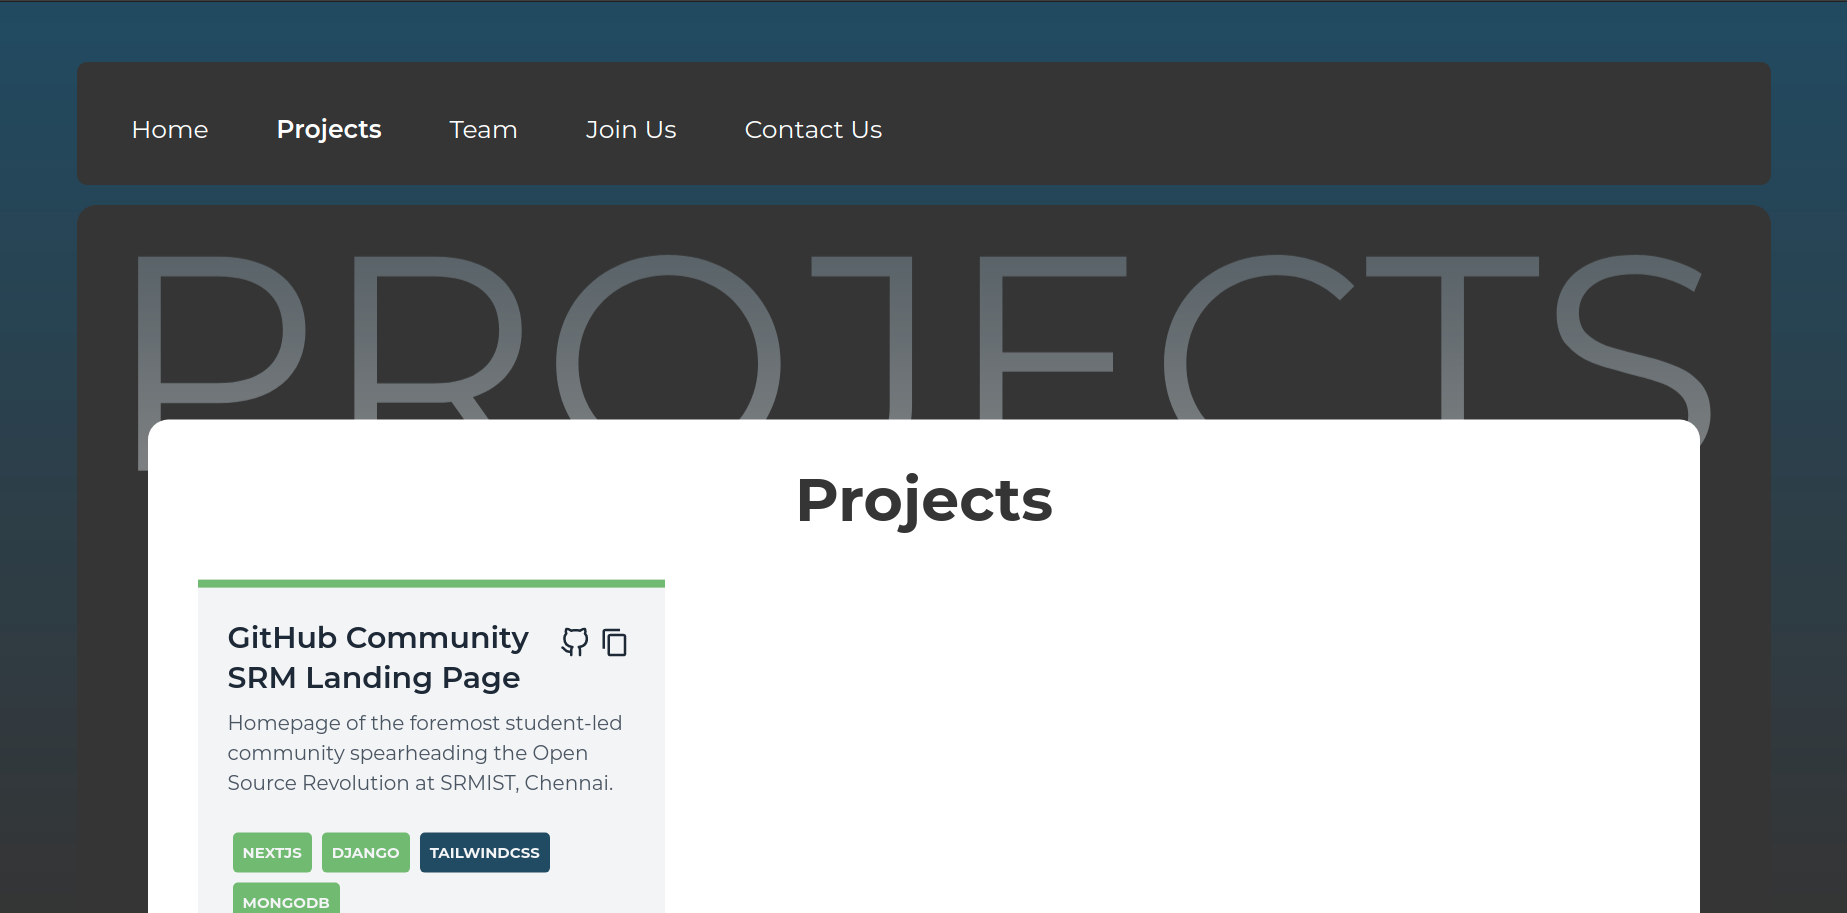 Home Projects Team Join Us Contact Us
PROJECTS
Projects
GitHub Community
SRM Landing Page
Homepage of the foremost student-led
community spearheading the Open
Source Revolution at SRMIST, Chennai.
NEXTJS DJANGO TAILWINDCSS
MONGODB